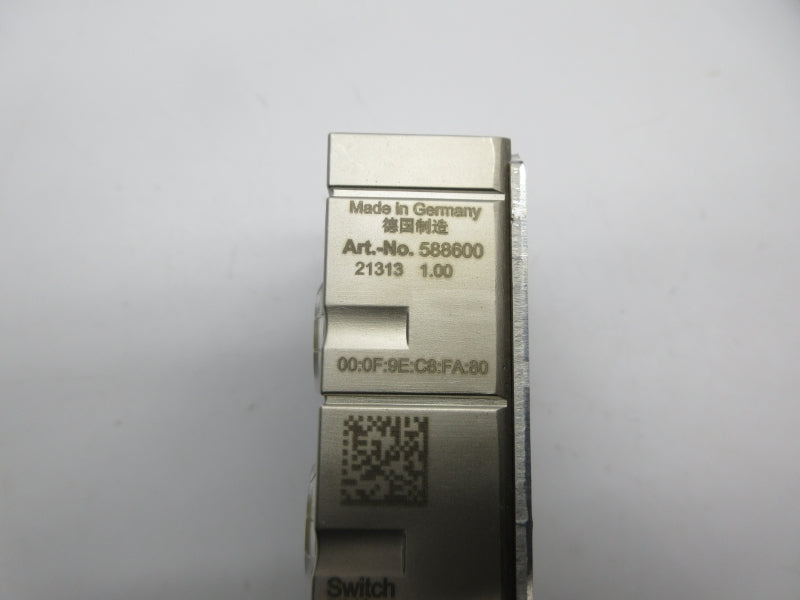 Made in Germany
德国制造
Art.-No. 588600
21313 1.00
00:0F:9E:C8:FA:80
Switch